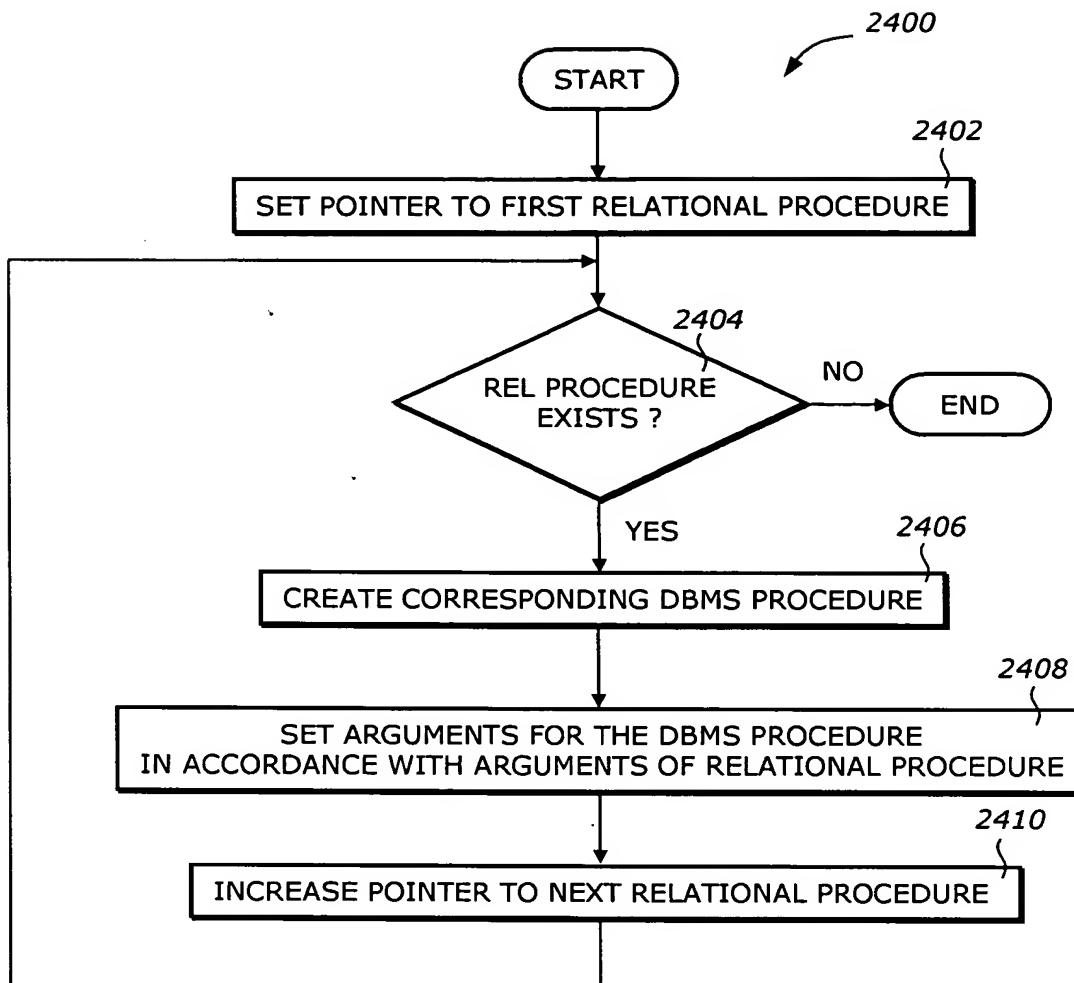 2400
START
2402
SET POINTER TO FIRST RELATIONAL PROCEDURE
2404
REL PROCEDURE
EXISTS ?
NO
END
YES
2406
CREATE CORRESPONDING DBMS PROCEDURE
2408
SET ARGUMENTS FOR THE DBMS PROCEDURE
IN ACCORDANCE WITH ARGUMENTS OF RELATIONAL PROCEDURE
2410
INCREASE POINTER TO NEXT RELATIONAL PROCEDURE